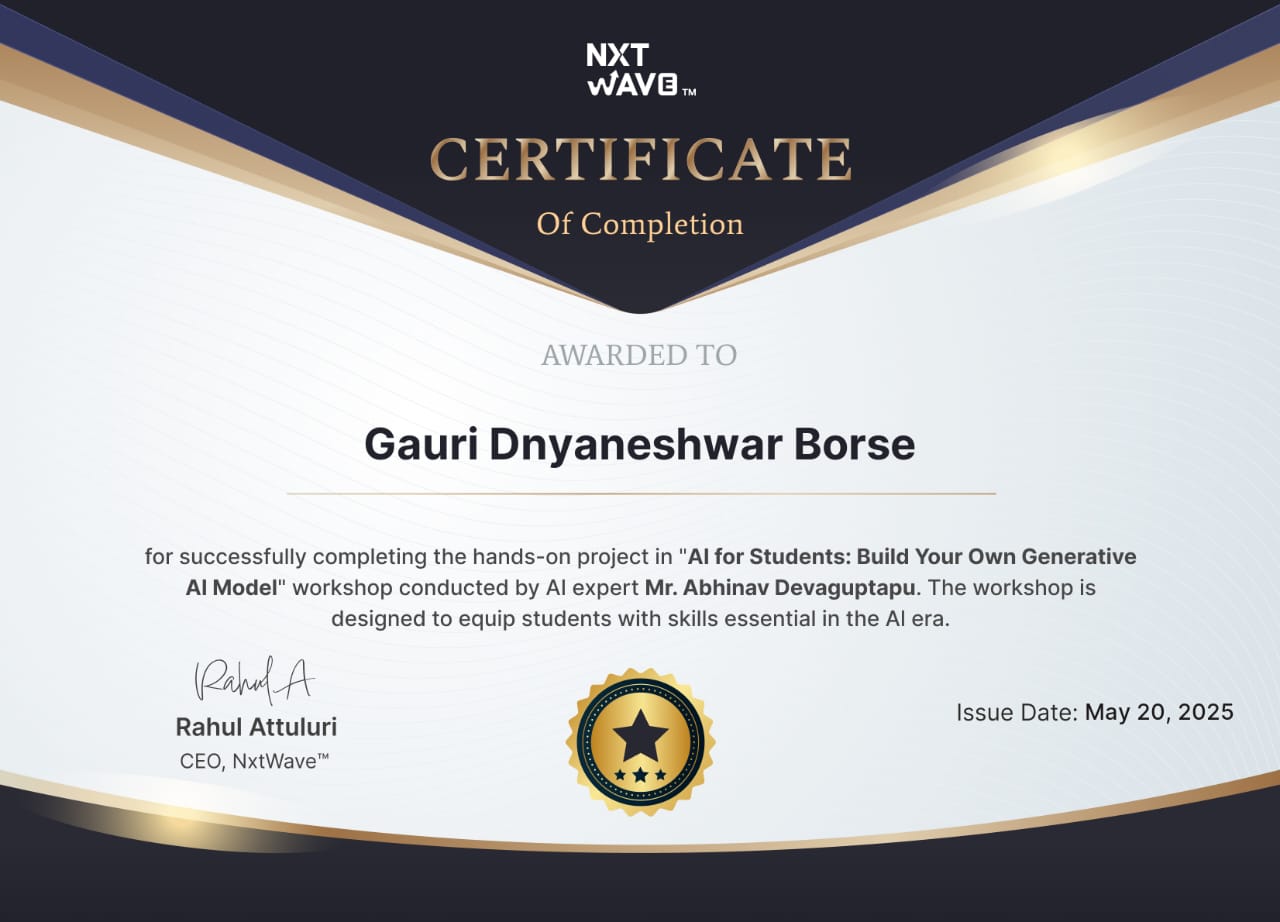 NXT
WAVE™
CERTIFICATE
Of Completion
AWARDED TO
Gauri Dnyaneshwar Borse
for successfully completing the hands-on project in "AI for Students: Build Your Own Generative
AI Model" workshop conducted by AI expert Mr. Abhinav Devaguptapu. The workshop is
designed to equip students with skills essential in the AI era.
Rahul A
Rahul Attuluri
CEO, NxtWave™
Issue Date: May 20, 2025